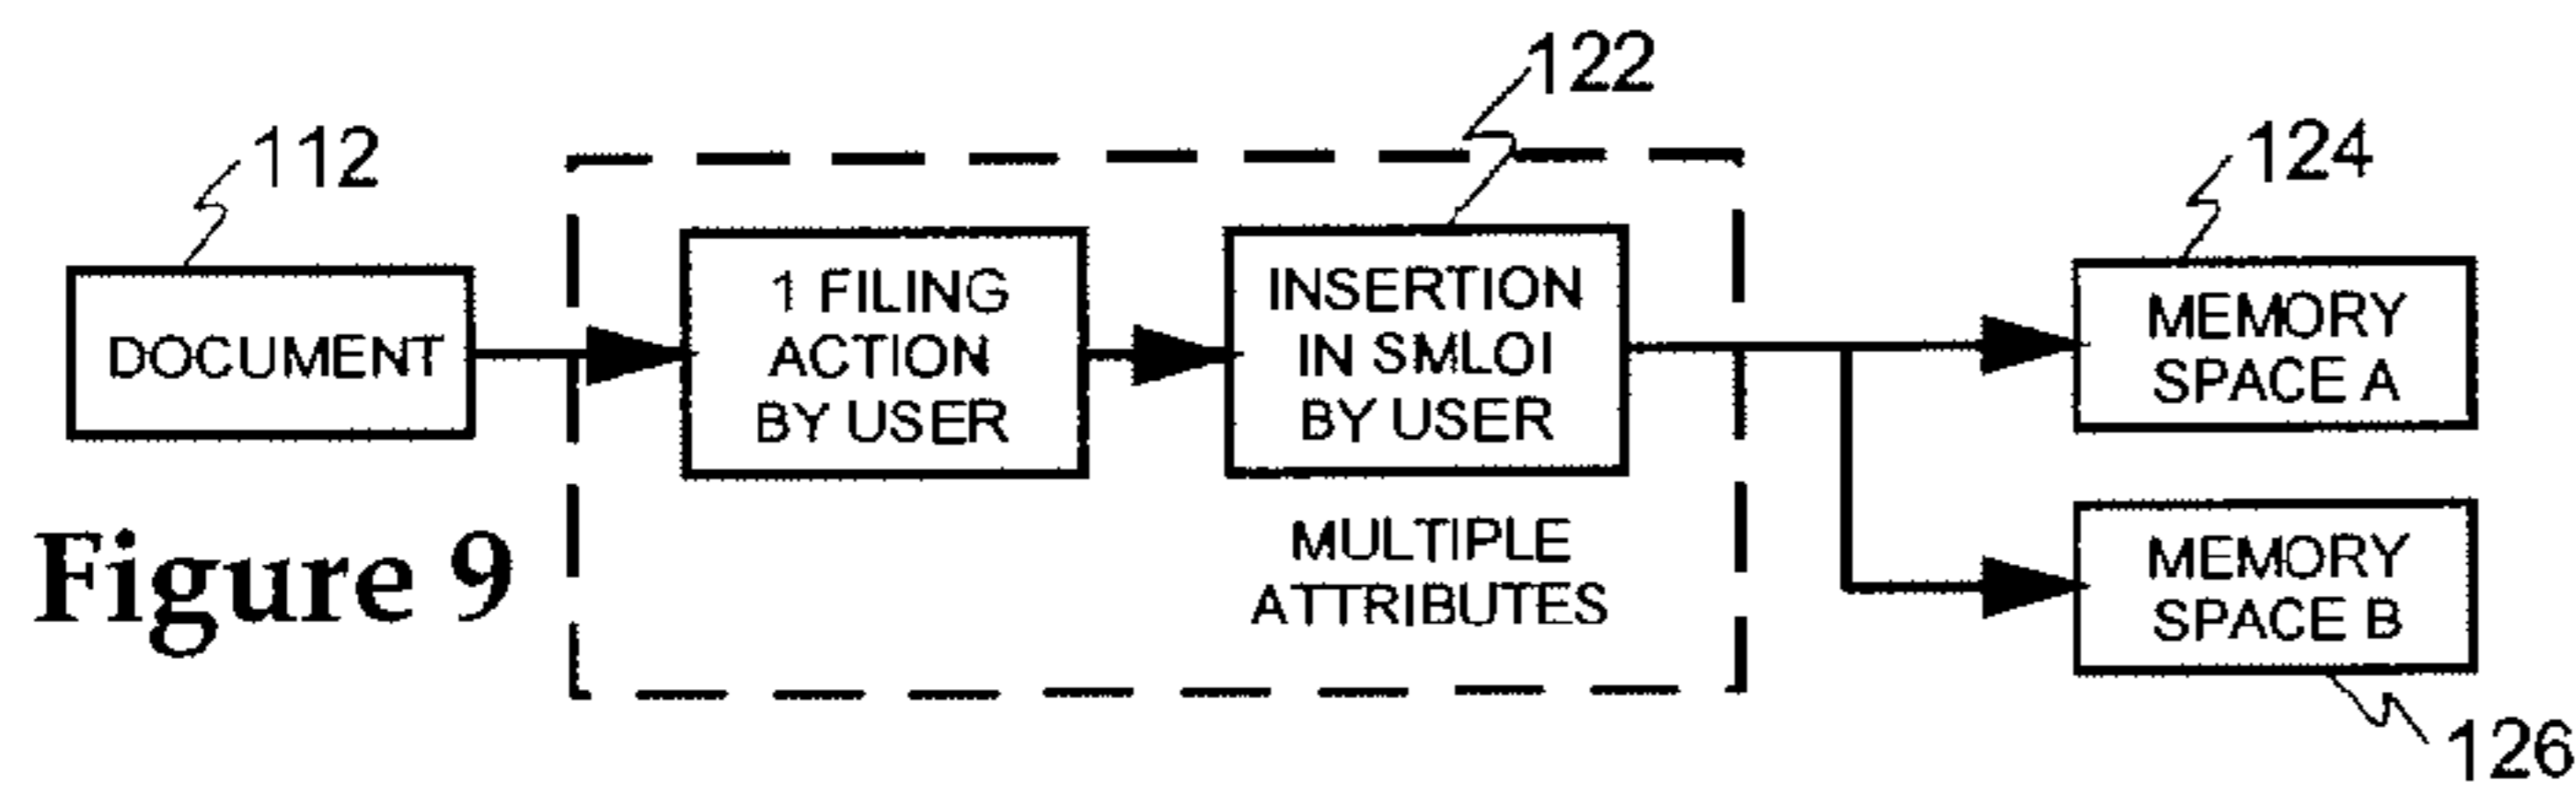 122
112
124
DOCUMENT
1 FILING
ACTION
BY USER
INSERTION
IN SMLOI
BY USER
MULTIPLE
ATTRIBUTES
MEMORY
SPACE A
MEMORY
SPACE B
126
Figure 9